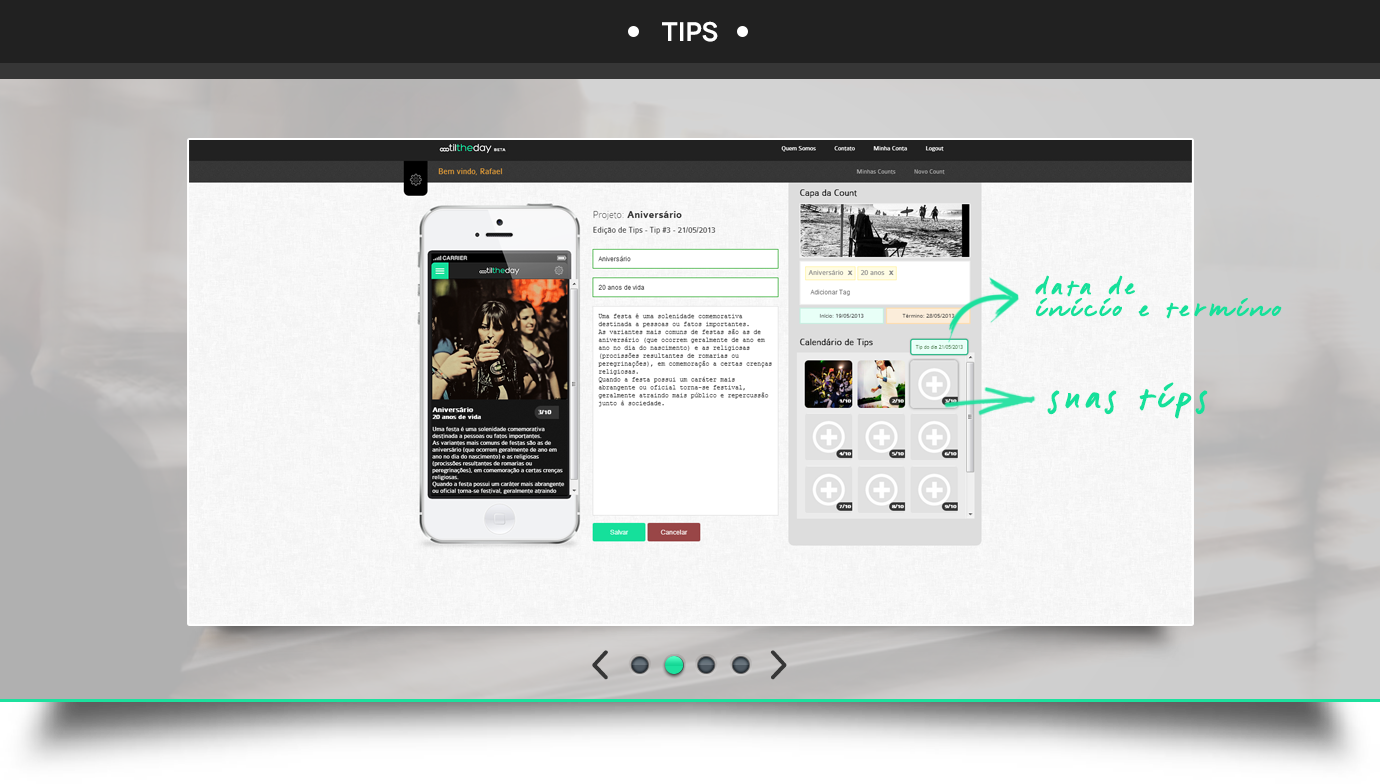 • TIPS •
∞tiltheday BETA
Quem Somos Contato Minha Conta Logout
Bem vindo, Rafael
Minhas Counts Novo Count
CARRIER
∞tiltheday
Aniversário
20 anos de vida
3/10
Uma festa é uma solenidade comemorativa
destinada a pessoas ou fatos importantes.
As variantes mais comuns de festas são as de
aniversário (que ocorrem geralmente de ano em
ano no dia do nascimento) e as religiosas
(procissões resultantes de romarias ou
peregrinações), em comemoração a certas crenças
religiosas.
Quando a festa possui um caráter mais abrangente
ou oficial torna-se festival, geralmente atraindo
Projeto: Aniversário
Edição de Tips - Tip #3 - 21/05/2013
Aniversário
20 anos de vida
Uma festa é uma solenidade comemorativa
destinada a pessoas ou fatos importantes.
As variantes mais comuns de festas são as de
aniversário (que ocorrem geralmente de ano em
ano no dia do nascimento) e as religiosas
(procissões resultantes de romarias ou
peregrinações), em comemoração a certas crenças
religiosas.
Quando a festa possui um caráter mais
abrangente ou oficial torna-se festival,
geralmente atraindo mais público e repercussão
junto à sociedade.
Salvar Cancelar
Capa da Count
Aniversário x 20 anos x
Adicionar Tag
Início: 19/05/2013 Término: 28/05/2013
Calendário de Tips
Tip do dia 21/05/2013
1/10 2/10 3/10
4/10 5/10 6/10
7/10 8/10 9/10
data de
início e termino
suas tips